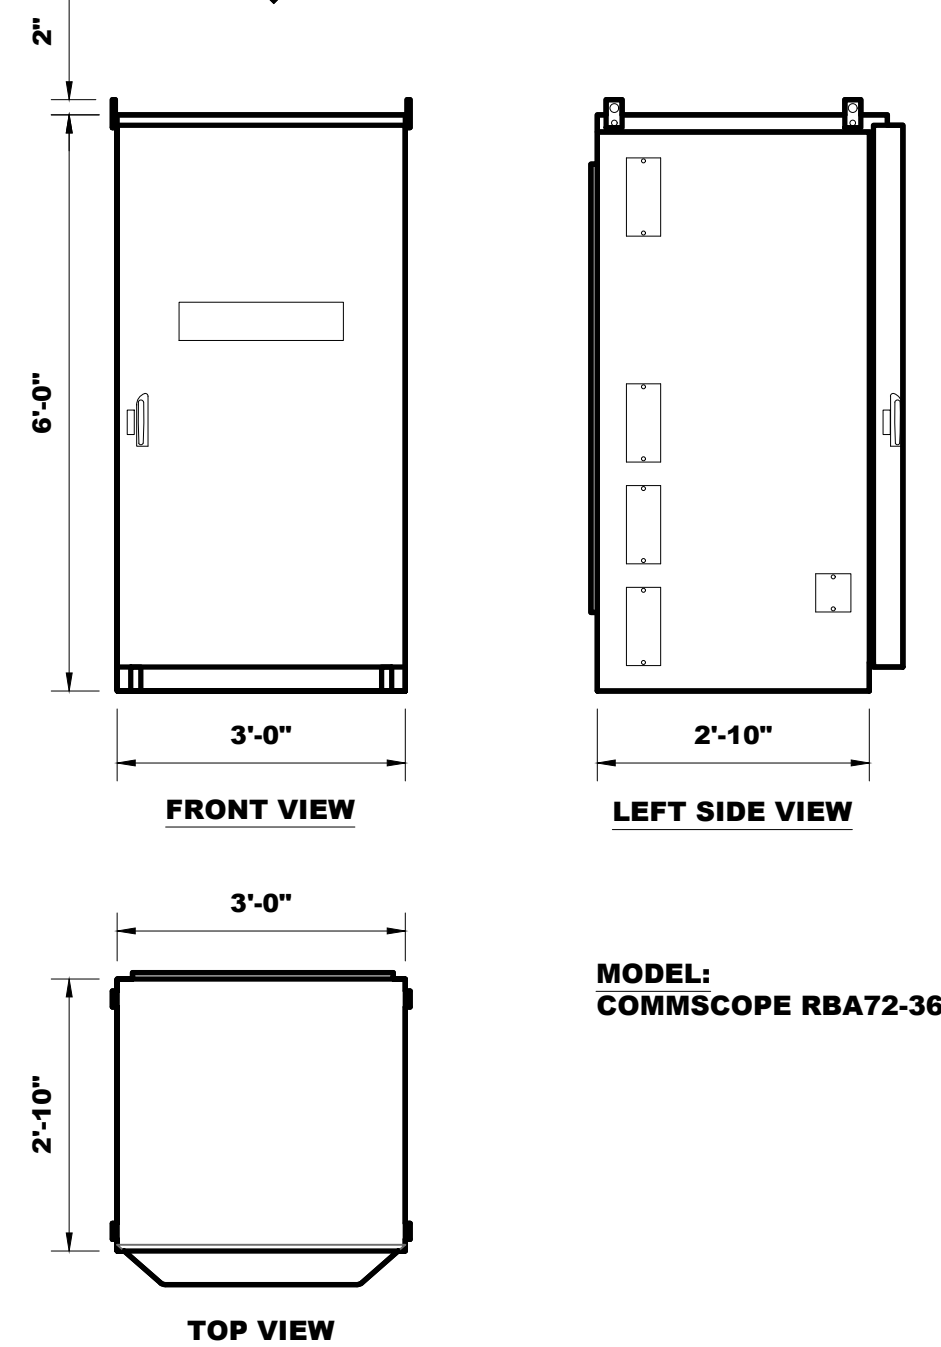 2"
6'-0"
3'-0"
2'-10"
FRONT VIEW
LEFT SIDE VIEW
3'-0"
2'-10"
MODEL:
COMMSCOPE RBA72-36
TOP VIEW